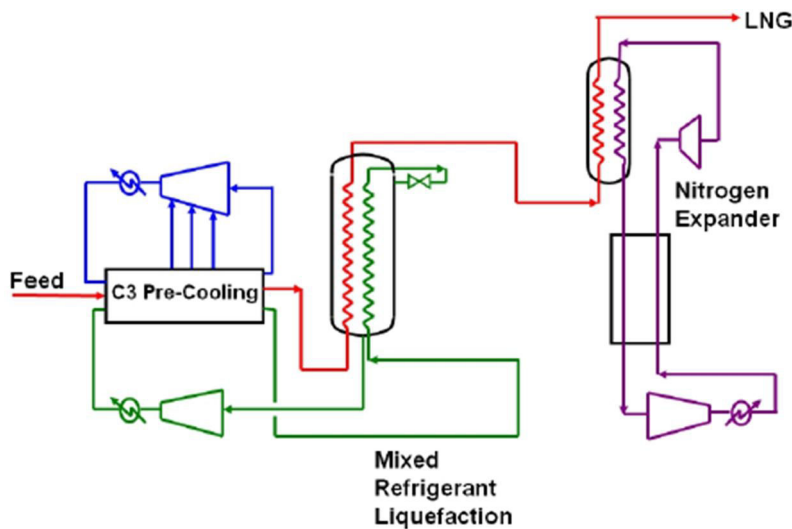 LNG
Nitrogen
Expander
Feed
C3 Pre-Cooling
Mixed
Refrigerant
Liquefaction